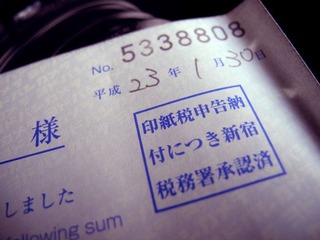 No. 5338808
平成 23 年 1 月 30 日
様
印紙税申告納
付につき新宿
税務署承認済
しました
following sum